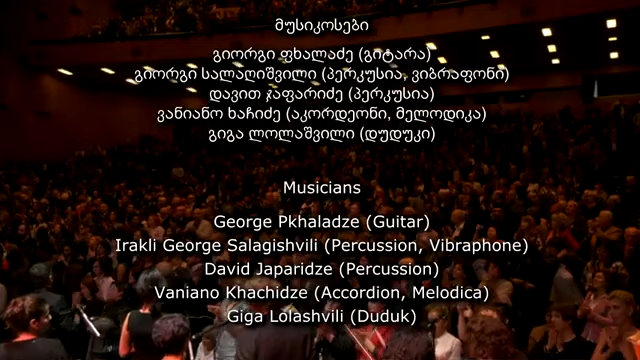 მუსიკოსები
გიორგი ფხალაძე (გიტარა)
გიორგი სალაღიშვილი (პერკუსია, ვიბრაფონი)
დავით ჯაფარიძე (პერკუსია)
ვანიანო ხაჩიძე (აკორდეონი, მელოდიკა)
გიგა ლოლაშვილი (დუდუკი)
Musicians
George Pkhaladze (Guitar)
Irakli George Salagishvili (Percussion, Vibraphone)
David Japaridze (Percussion)
Vaniano Khachidze (Accordion, Melodica)
Giga Lolashvili (Duduk)